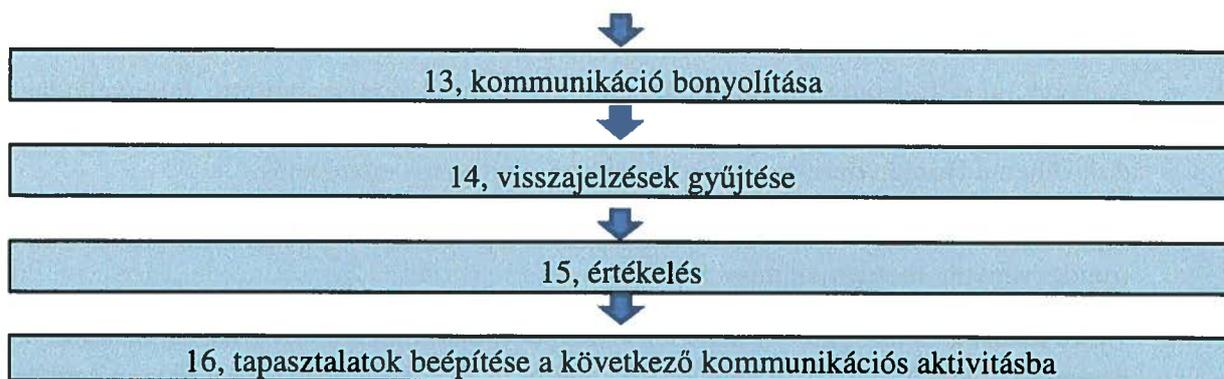 13, kommunikáció bonyolítása
14, visszajelzések gyűjtése
15, értékelés
16, tapasztalatok beépítése a következő kommunikációs aktivitásba